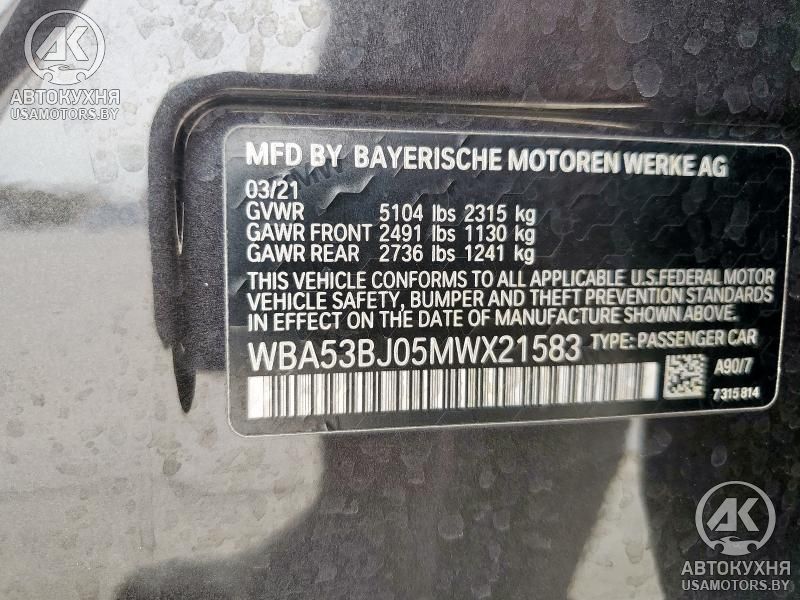 AK
АВТОКУХНЯ
USAMOTORS.BY
MFD BY BAYERISCHE MOTOREN WERKE AG
03/21
GVWR 5104 lbs 2315 kg
GAWR FRONT 2491 lbs 1130 kg
GAWR REAR 2736 lbs 1241 kg
THIS VEHICLE CONFORMS TO ALL APPLICABLE U.S.FEDERAL MOTOR
VEHICLE SAFETY, BUMPER AND THEFT PREVENTION STANDARDS
IN EFFECT ON THE DATE OF MANUFACTURE SHOWN ABOVE.
WBA53BJ05MWX21583 TYPE: PASSENGER CAR
A90/7
7 315 814
AK
АВТОКУХНЯ
USAMOTORS.BY